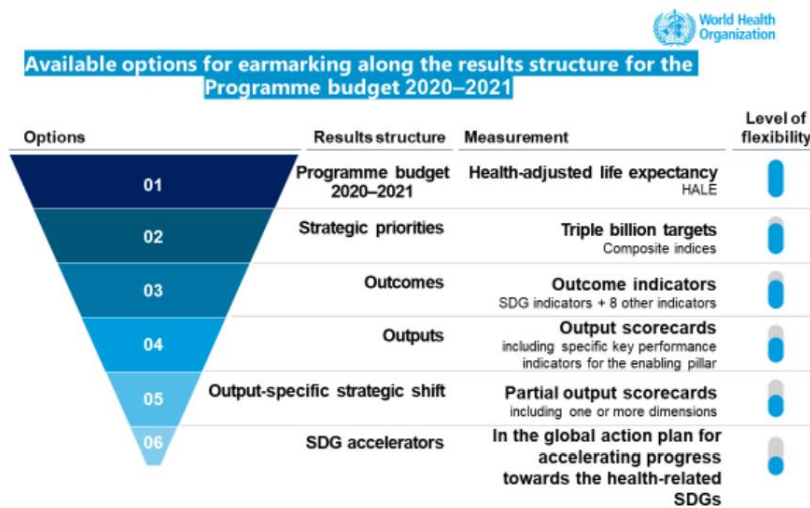 World Health
Organization
Available options for earmarking along the results structure for the
Programme budget 2020–2021
Options
Results structure
Measurement
Level of
flexibility
01
Programme budget
2020–2021
Health-adjusted life expectancy
HALE
02
Strategic priorities
Triple billion targets
Composite indices
03
Outcomes
Outcome indicators
SDG indicators + 8 other indicators
04
Outputs
Output scorecards
including specific key performance
indicators for the enabling pillar
05
Output-specific strategic shift
Partial output scorecards
including one or more dimensions
06
SDG accelerators
In the global action plan for
accelerating progress
towards the health-related
SDGs